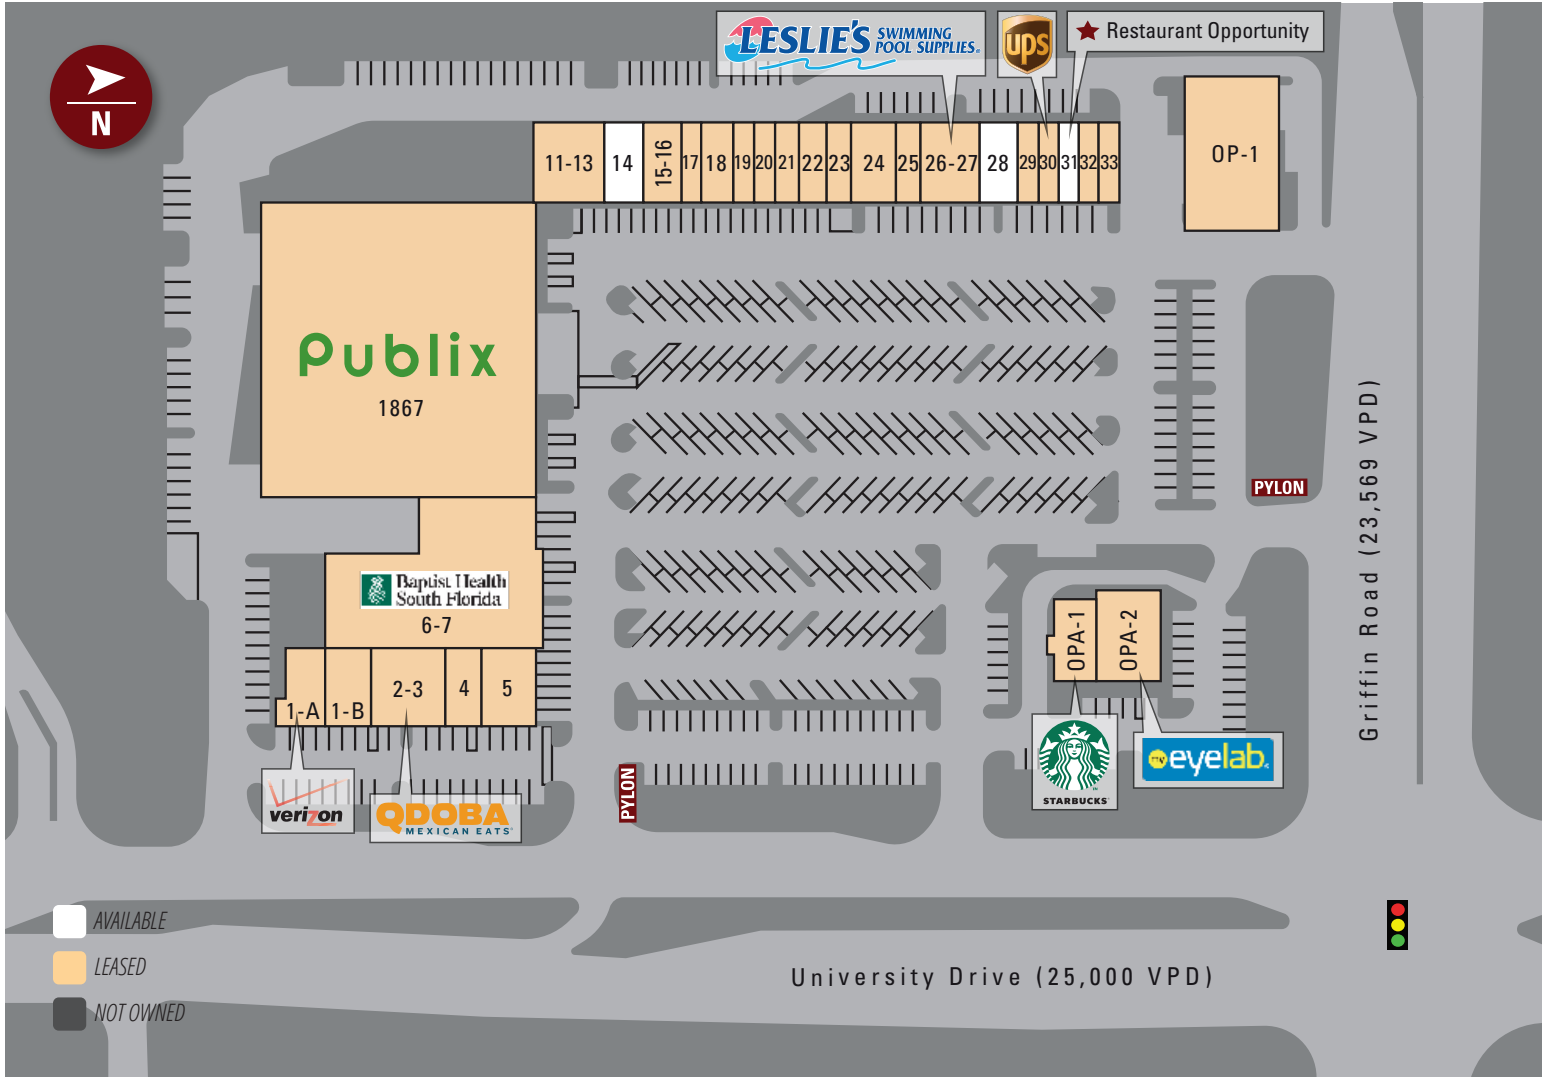 LESLIE'S SWIMMING
POOL SUPPLIES
ups
Restaurant Opportunity
N
11-13
14
15-16
17
18
19
20
21
22
23
24
25
26-27
28
29
30
31
32
33
OP-1
Publix
1867
Griffin Road (23,569 VPD)
PYLON
Baptist Health
South Florida
6-7
OPA-1
OPA-2
1-A
1-B
2-3
4
5
verizon
QDOBA
MEXICAN EATS
PYLON
STARBUCKS
my eyelab
AVAILABLE
LEASED
NOT OWNED
University Drive (25,000 VPD)